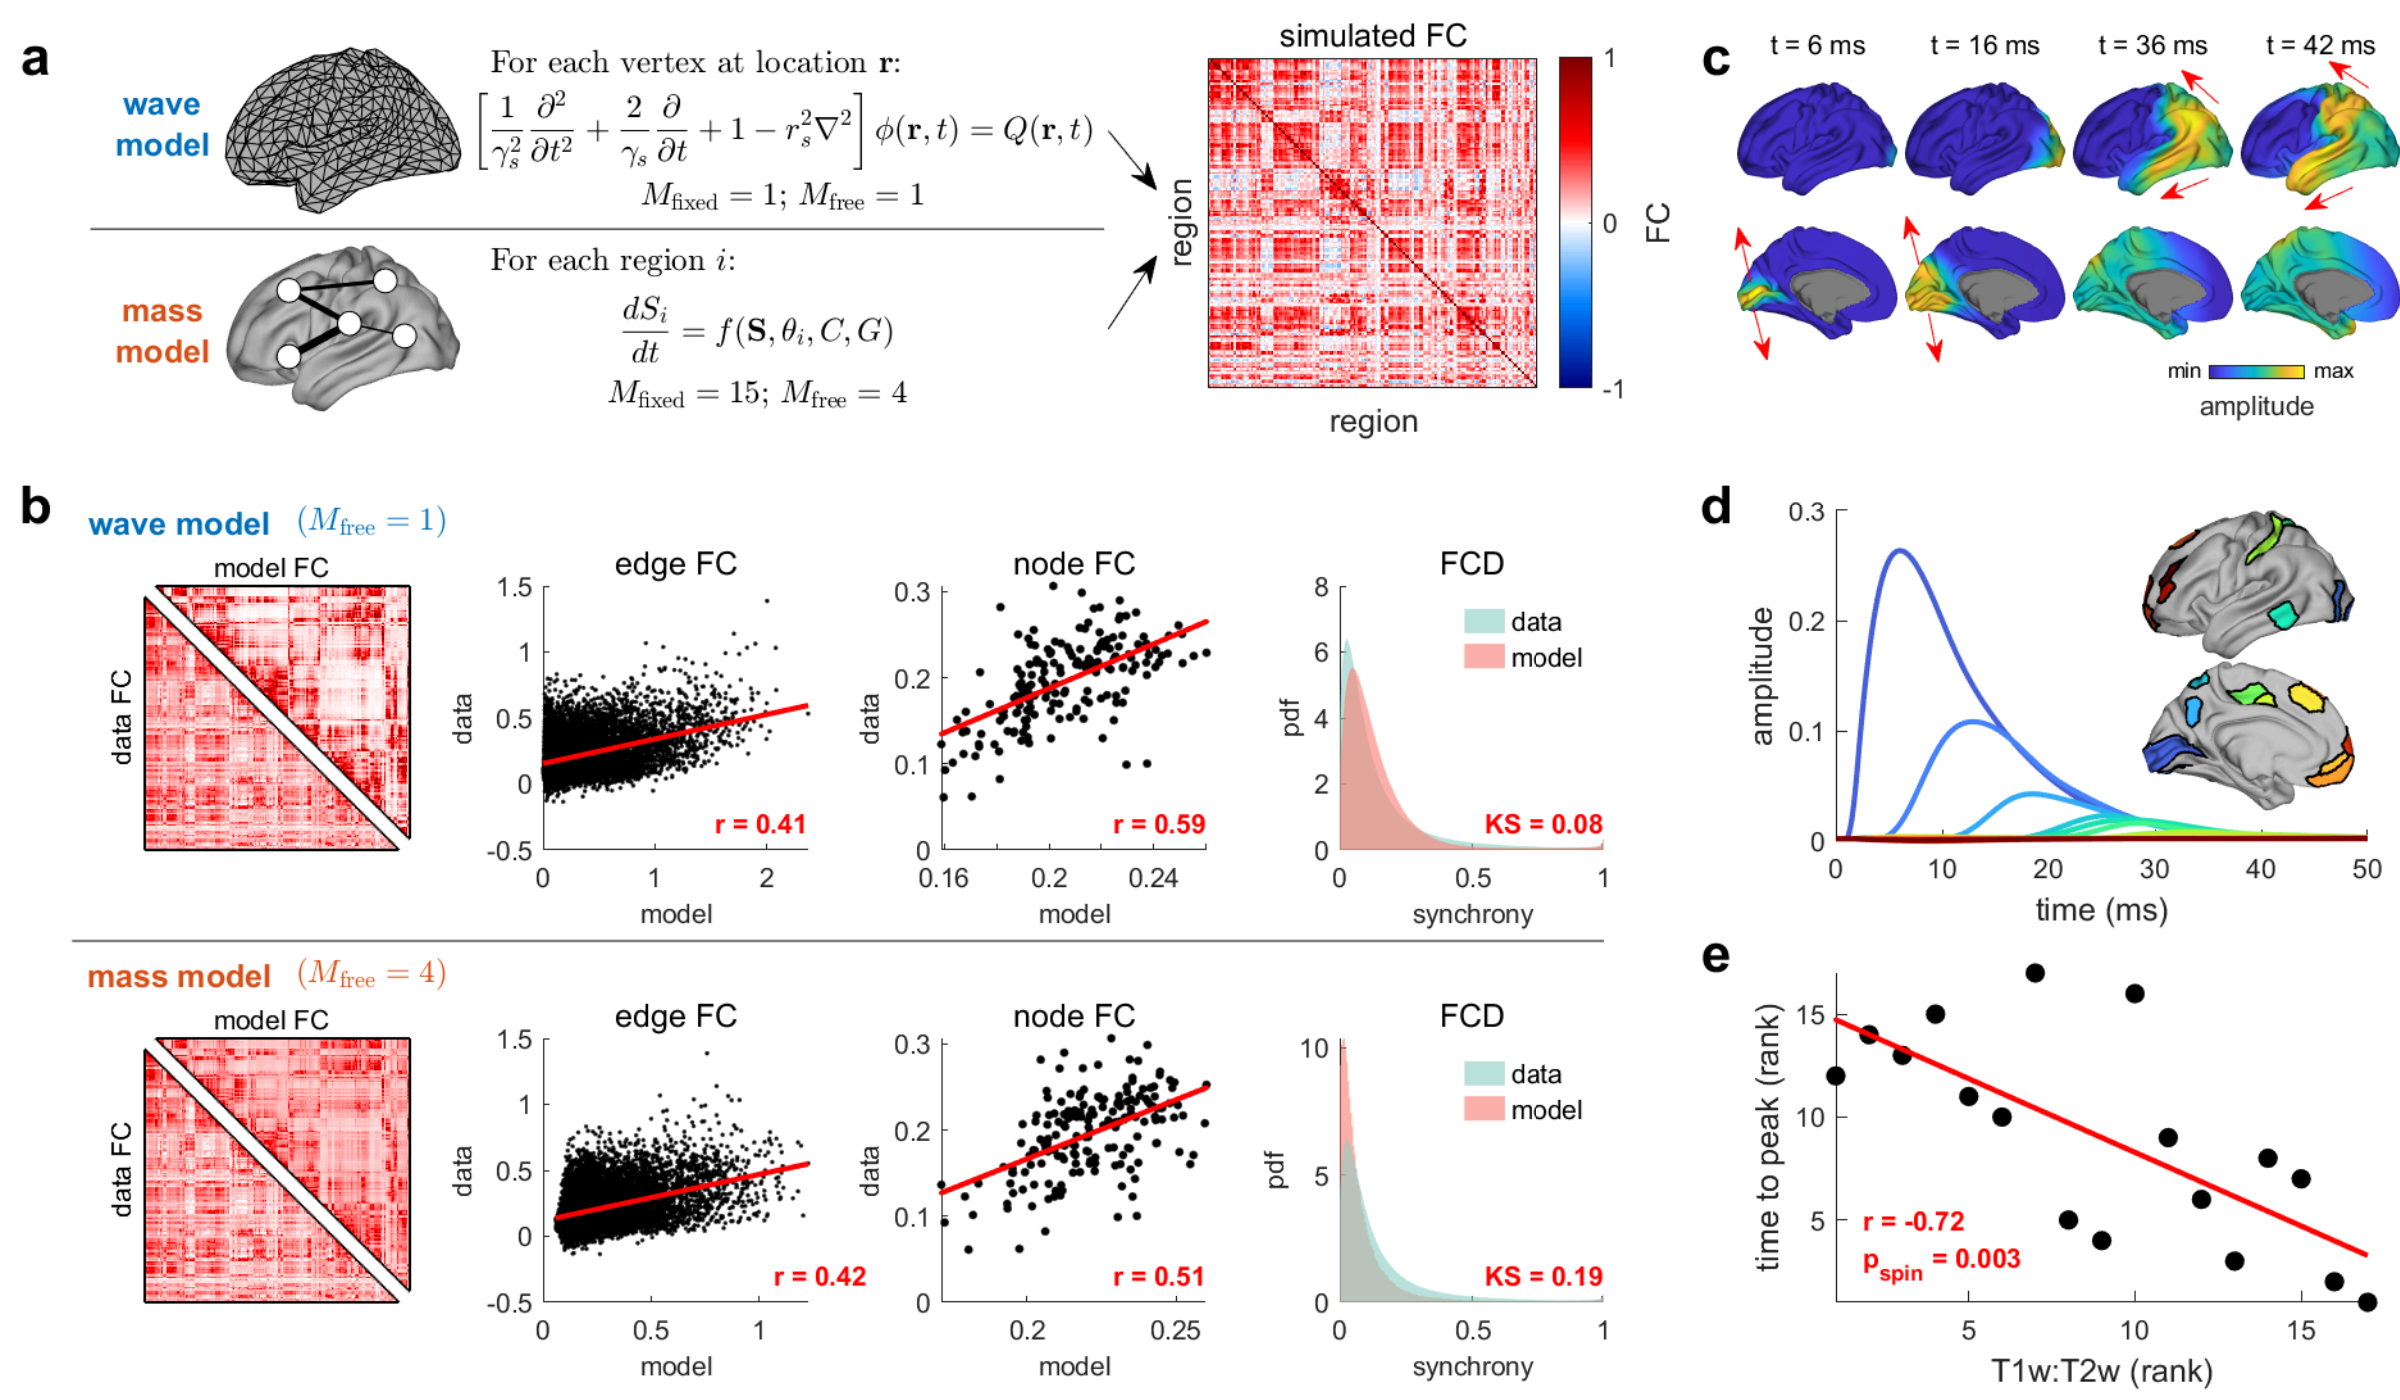 a
wave
model
For each vertex at location r:
[1/γ_s^2 ∂^2/∂t^2 + 2/γ_s ∂/∂t + 1 − r_s^2∇^2] ϕ(r, t) = Q(r, t)
M_fixed = 1; M_free = 1
mass
model
For each region i:
dS_i/dt = f(S, θ_i, C, G)
M_fixed = 15; M_free = 4
simulated FC
region
region
1
0
-1
FC
c
t = 6 ms
t = 16 ms
t = 36 ms
t = 42 ms
min
max
amplitude
b
wave model (M_free = 1)
model FC
data FC
edge FC
1.5
1
0.5
0
-0.5
data
r = 0.41
0 1 2
model
node FC
0.3
0.2
0.1
0
data
r = 0.59
0.16 0.2 0.24
model
FCD
8
6
4
2
0
pdf
data
model
KS = 0.08
0 0.5 1
synchrony
mass model (M_free = 4)
model FC
data FC
edge FC
1.5
1
0.5
0
-0.5
data
r = 0.42
0 0.5 1
model
node FC
0.3
0.2
0.1
0
data
r = 0.51
0.2 0.25
model
FCD
10
5
0
pdf
data
model
KS = 0.19
0 0.5 1
synchrony
d
0.3
0.2
0.1
0
amplitude
0 10 20 30 40 50
time (ms)
e
15
10
5
time to peak (rank)
r = -0.72
p_spin = 0.003
5 10 15
T1w:T2w (rank)